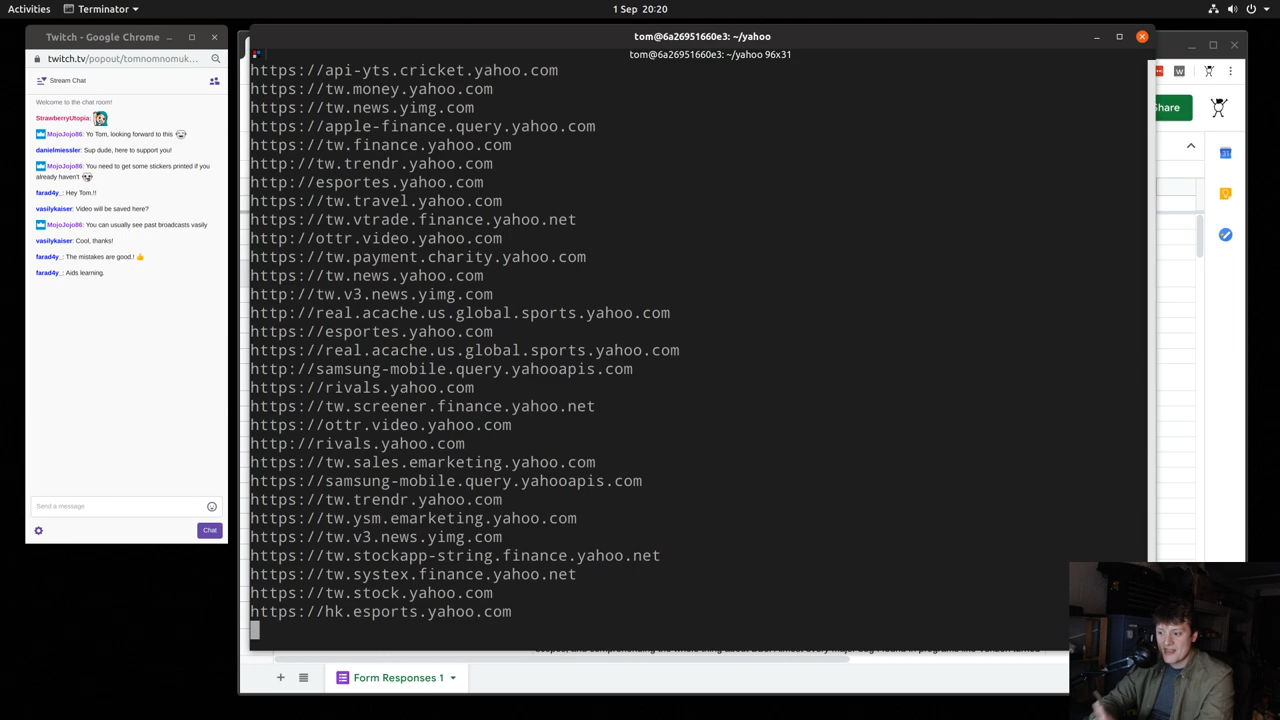 Activities
Terminator
1 Sep 20:20
Twitch - Google Chrome
twitch.tv/popout/tomnomnomuk...
Stream Chat
Welcome to the chat room!
StrawberryUtopia:
MojoJojo86: Yo Tom, looking forward to this
danielmiessler: Sup dude, here to support you!
MojoJojo86: You need to get some stickers printed if you
already haven't
farad4y_: Hey Tom.!!
vasilykaiser: Video will be saved here?
MojoJojo86: You can usually see past broadcasts vasily
vasilykaiser: Cool, thanks!
farad4y_: The mistakes are good.! 👍
farad4y_: Aids learning.
Send a message
Chat
tom@6a26951660e3: ~/yahoo
tom@6a26951660e3: ~/yahoo 96x31
https://api-yts.tickets.yahoo.com
https://tw.money.yahoo.com
https://tw.news.yimg.com
https://apple-finance.query.yahoo.com
https://tw.finance.yahoo.com
http://tw.trendr.yahoo.com
http://esportes.yahoo.com
https://tw.travel.yahoo.com
https://tw.vtrade.finance.yahoo.net
http://ottr.video.yahoo.com
https://tw.payment.charity.yahoo.com
https://tw.news.yahoo.com
http://tw.v3.news.yimg.com
http://real.acache.us.global.sports.yahoo.com
https://esportes.yahoo.com
https://real.acache.us.global.sports.yahoo.com
http://samsung-mobile.query.yahooapis.com
https://rivals.yahoo.com
https://tw.screener.finance.yahoo.net
https://ottr.video.yahoo.com
http://rivals.yahoo.com
https://tw.sales.emarketing.yahoo.com
https://samsung-mobile.query.yahooapis.com
https://tw.trendr.yahoo.com
https://tw.ysm.emarketing.yahoo.com
https://tw.v3.news.yimg.com
https://tw.stockapp-string.finance.yahoo.net
https://tw.systex.finance.yahoo.net
https://tw.stock.yahoo.com
https://hk.esports.yahoo.com
Share
31
W
Form Responses 1